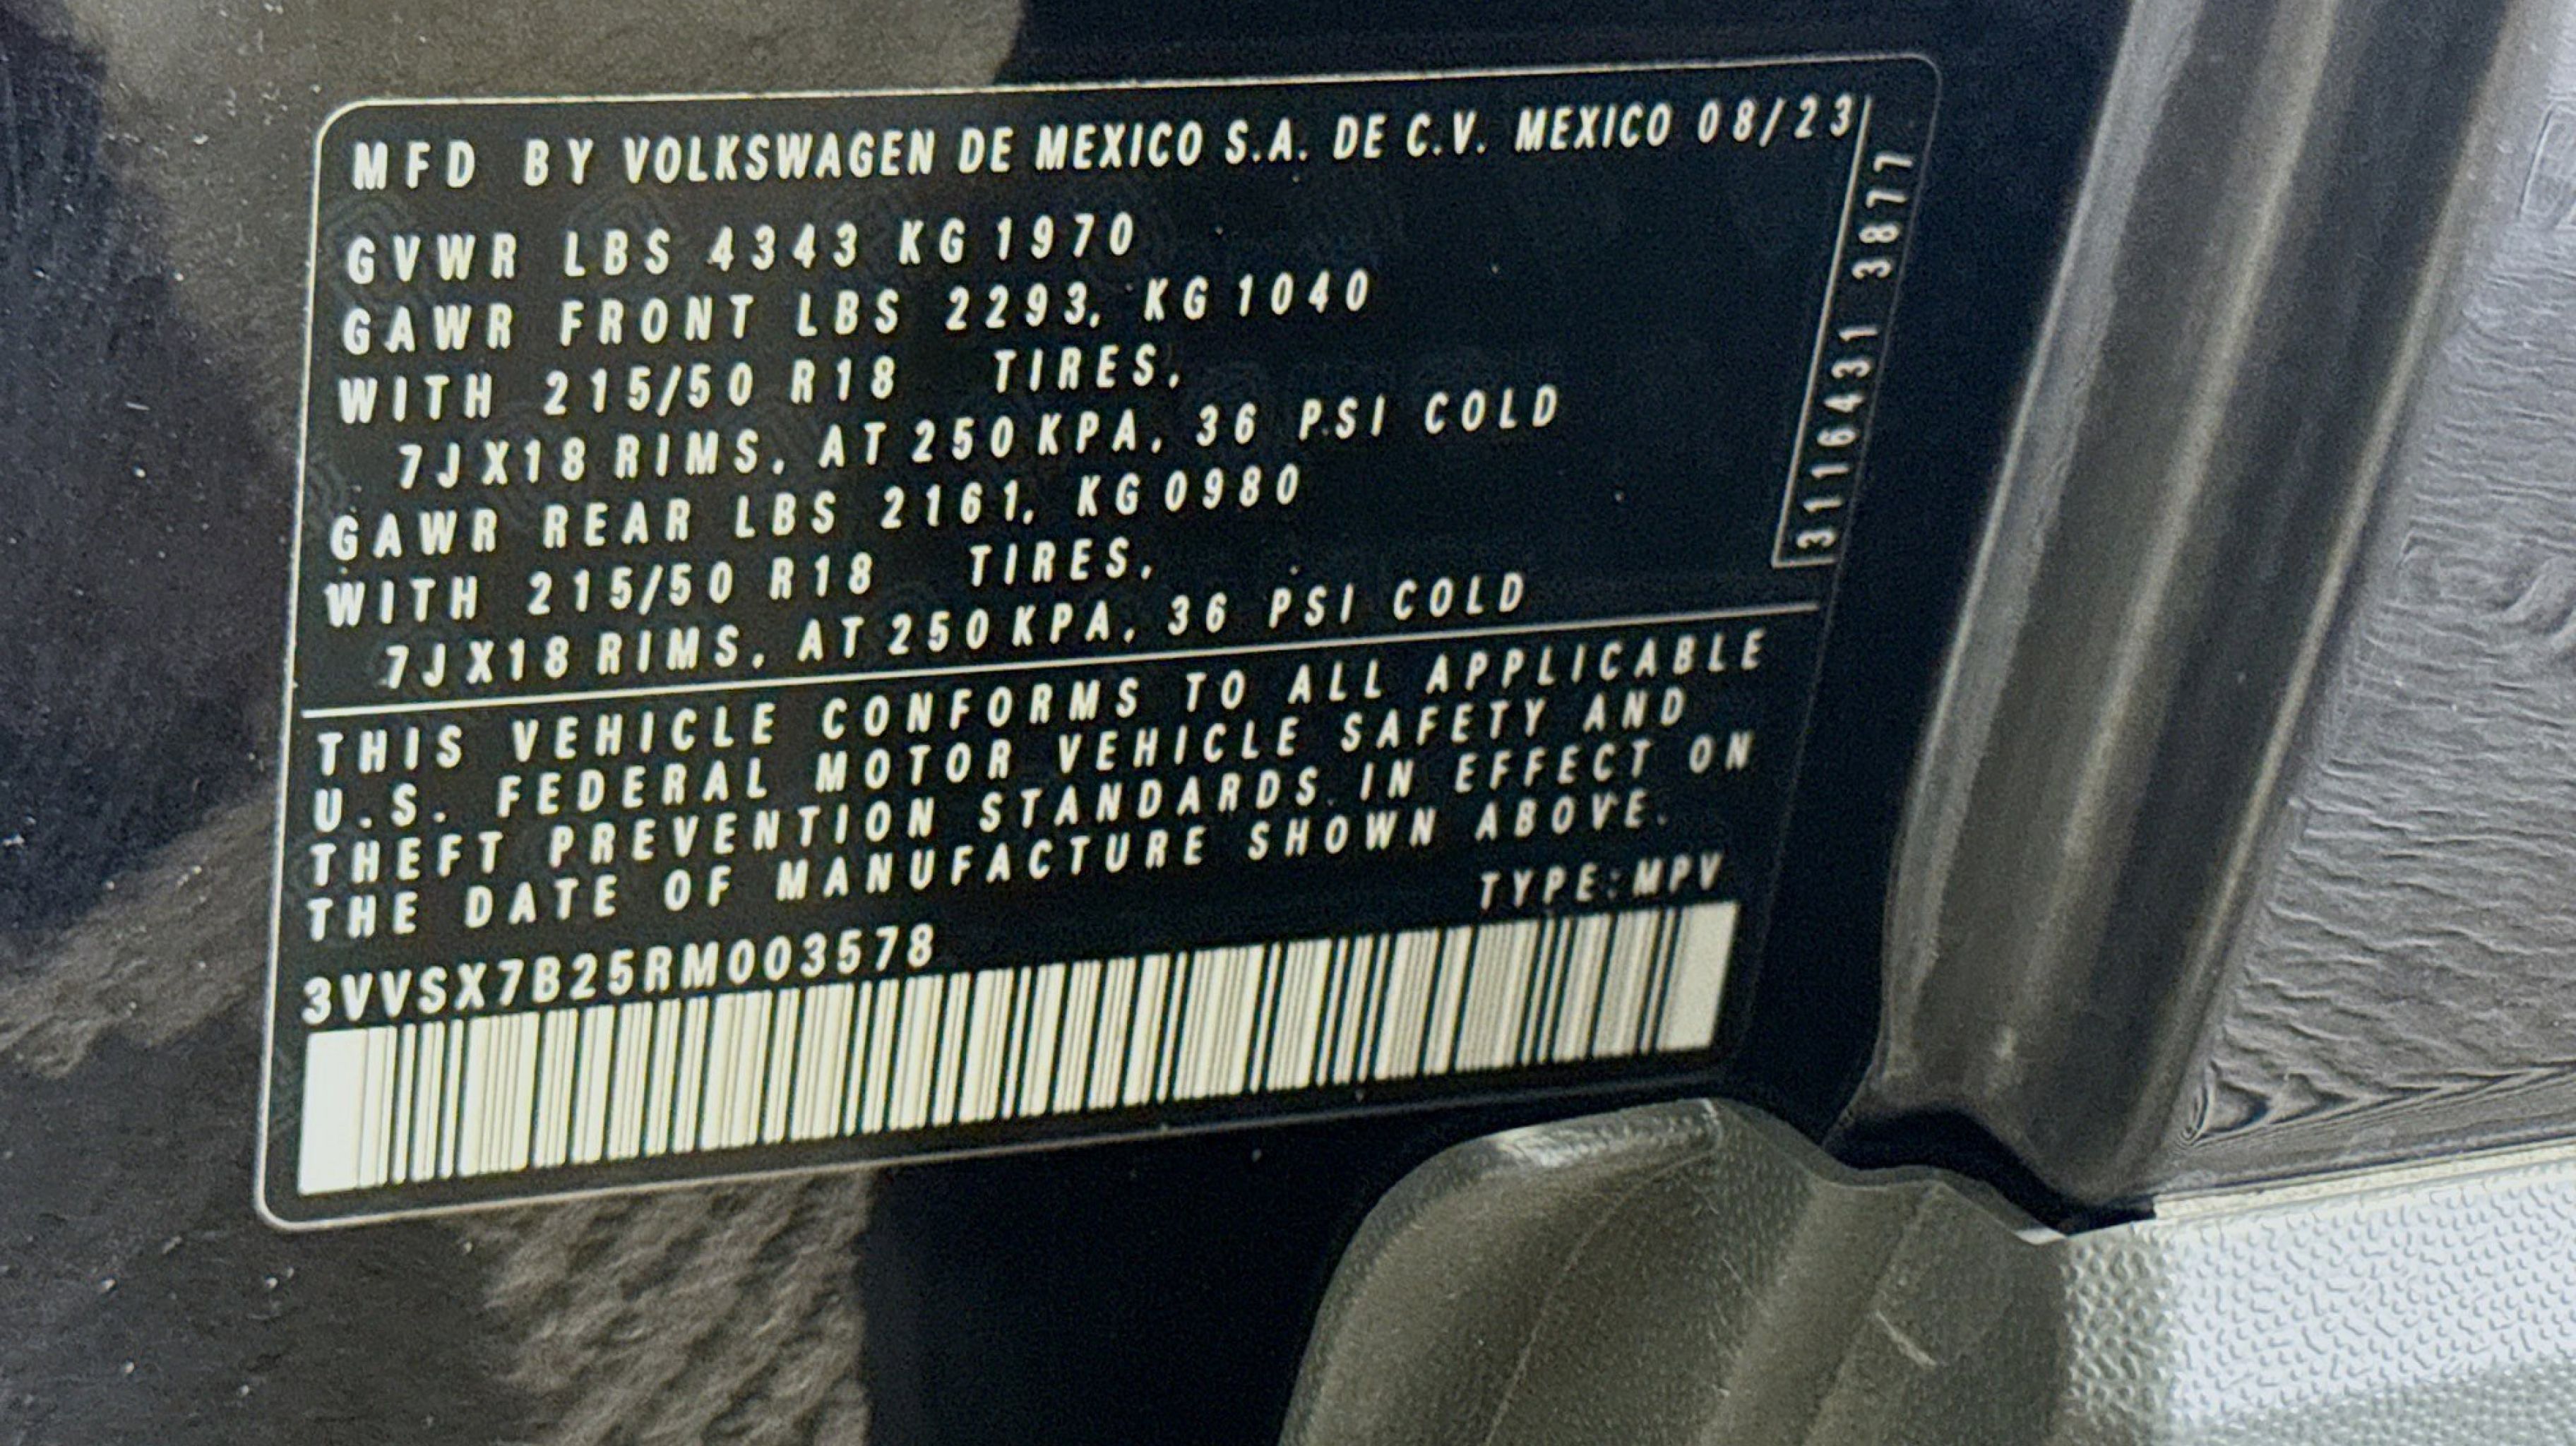 MFD BY VOLKSWAGEN DE MEXICO S.A. DE C.V. MEXICO 08/23
GVWR LBS 4343 KG 1970
GAWR FRONT LBS 2293, KG 1040
WITH 215/50 R18 TIRES,
7J X18 RIMS, AT 250 KPA, 36 PSI COLD
GAWR REAR LBS 2161, KG 0980
WITH 215/50 R18 TIRES,
7J X18 RIMS, AT 250 KPA, 36 PSI COLD
3116431 3877
THIS VEHICLE CONFORMS TO ALL APPLICABLE
U.S. FEDERAL MOTOR VEHICLE SAFETY AND
THEFT PREVENTION STANDARDS IN EFFECT ON
THE DATE OF MANUFACTURE SHOWN ABOVE.
TYPE:MPV
3VVSX7B25RM003578